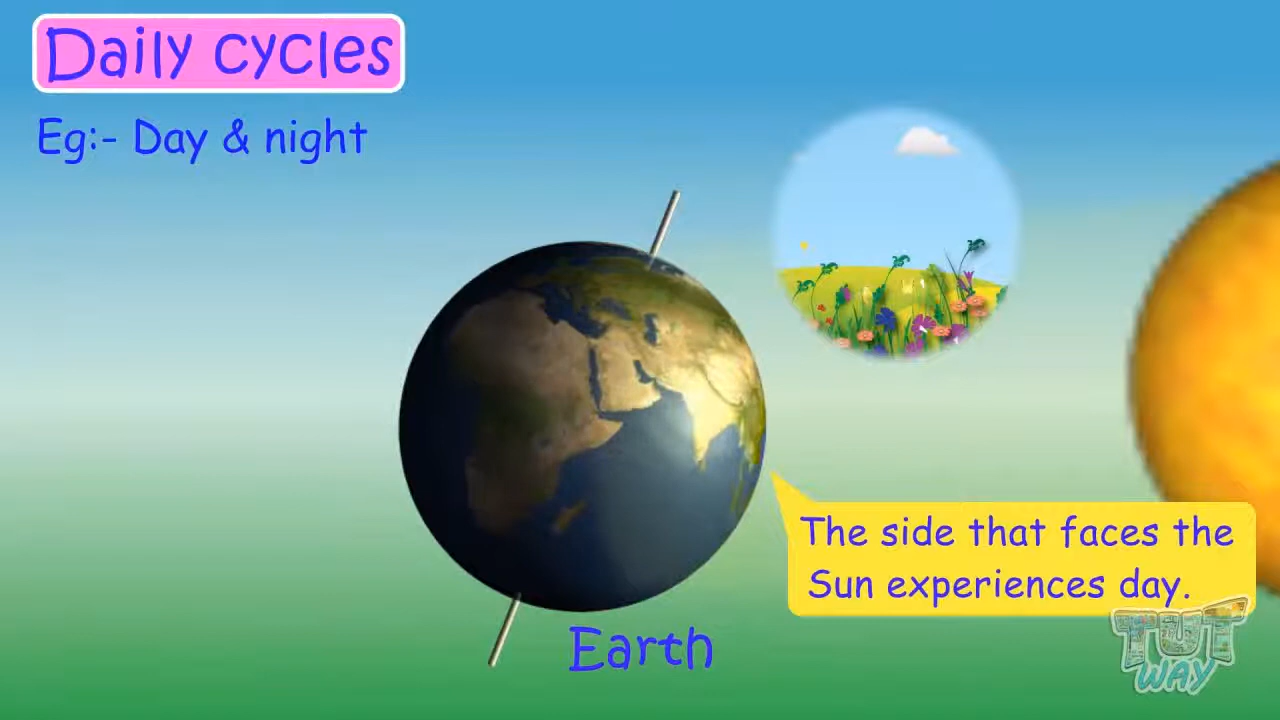 Daily cycles
Eg:- Day & night
The side that faces the
Sun experiences day.
Earth
TUT
WAY